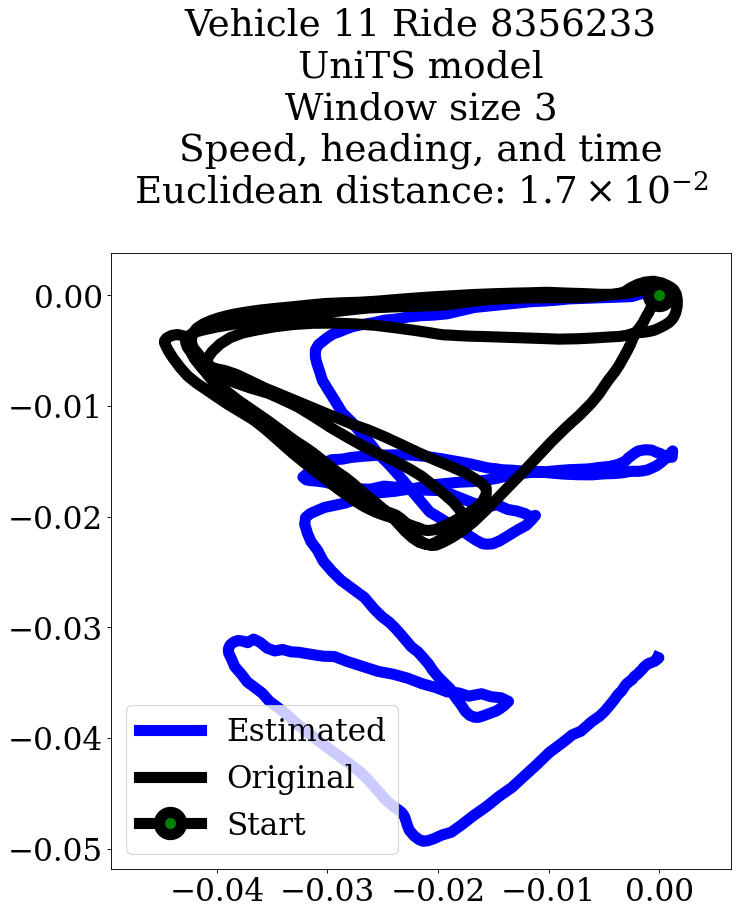 Vehicle 11 Ride 8356233
UniTS model
Window size 3
Speed, heading, and time
Euclidean distance: 1.7 × 10⁻²
0.00
−0.01
−0.02
−0.03
−0.04
−0.05
Estimated
Original
Start
−0.04 −0.03 −0.02 −0.01 0.00